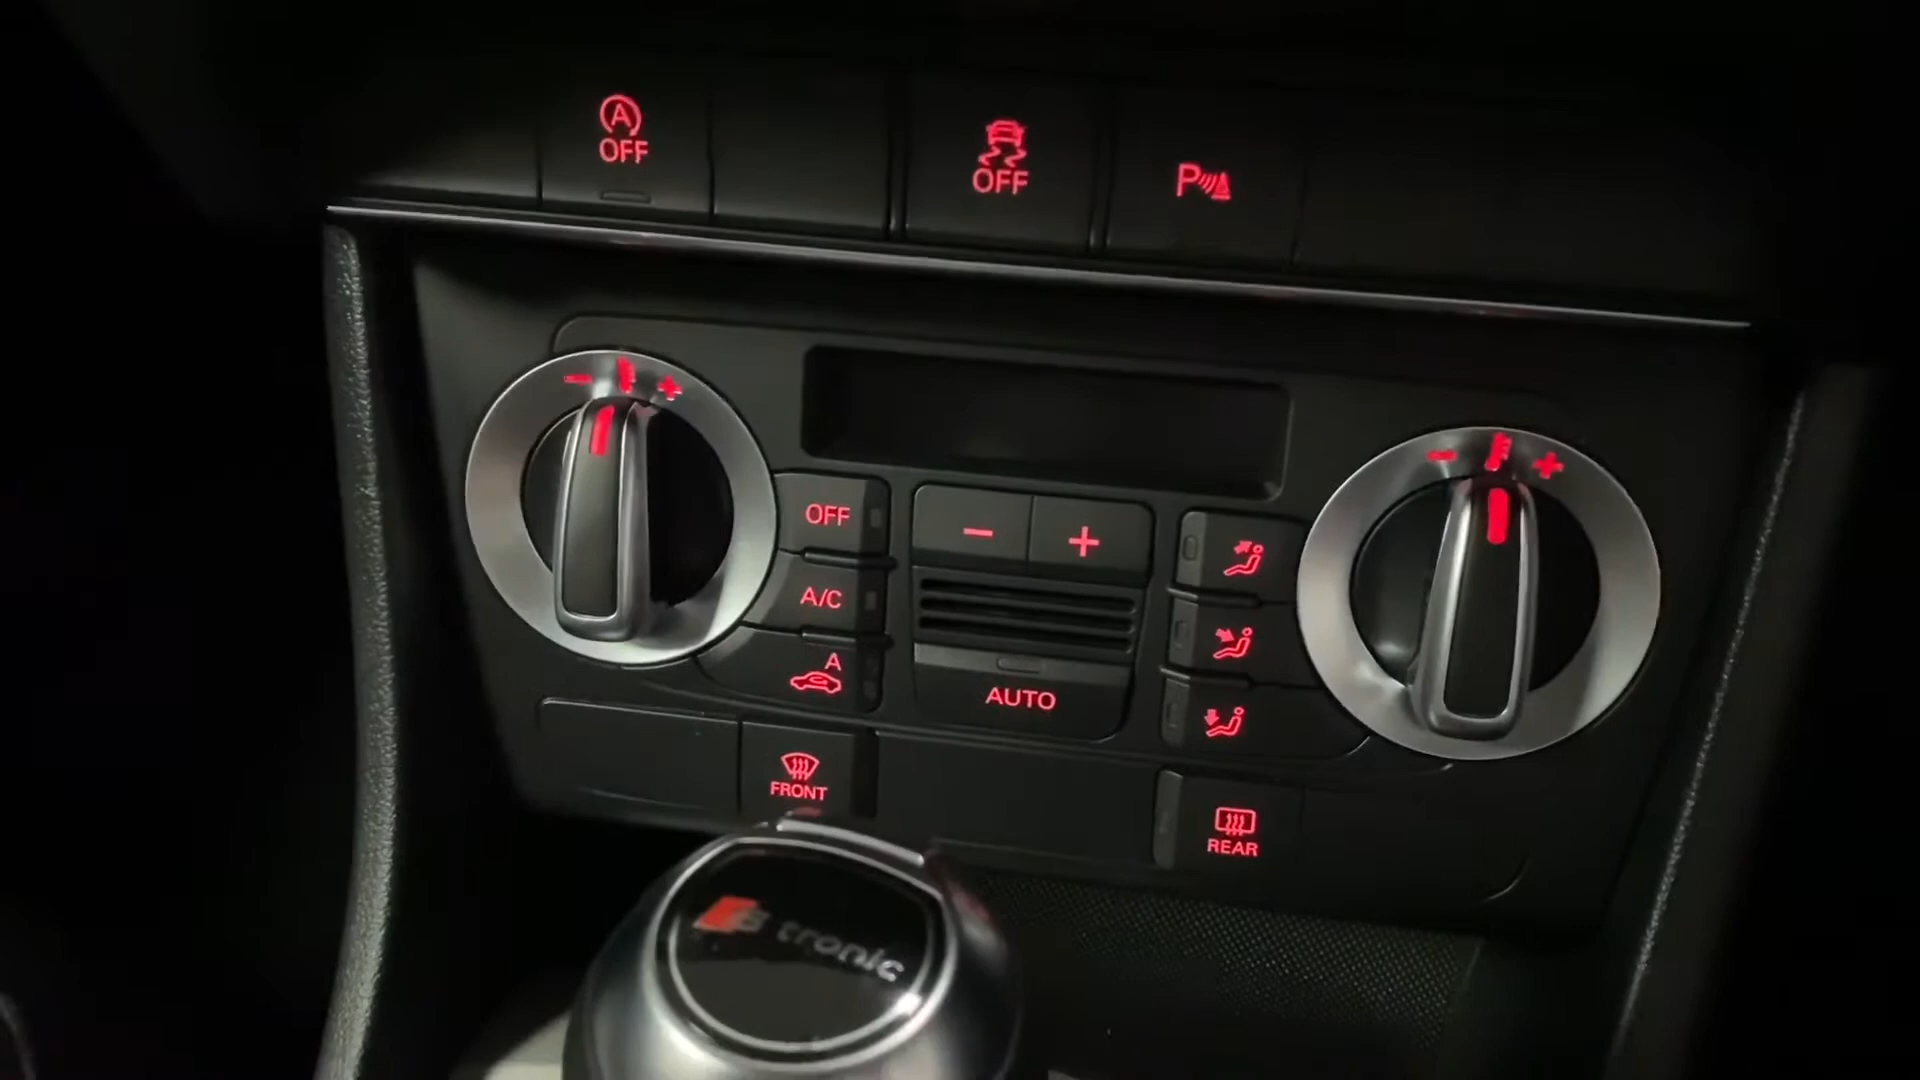 A
OFF
OFF
P
− +
− +
OFF
− +
A/C
A
AUTO
FRONT
REAR
S tronic